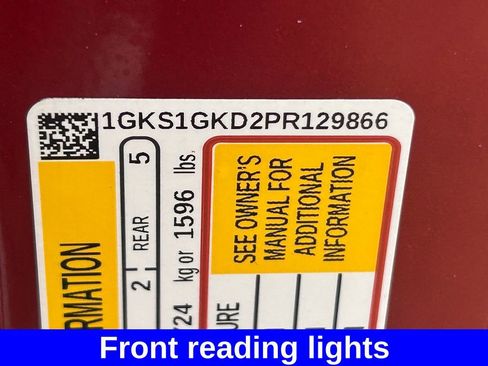 1GKS1GKD2PR129866
RMATION
2
REAR
5
724 kg or 1596 lbs.
SEE OWNER'S
MANUAL FOR
ADDITIONAL
INFORMATION
URE
Front reading lights